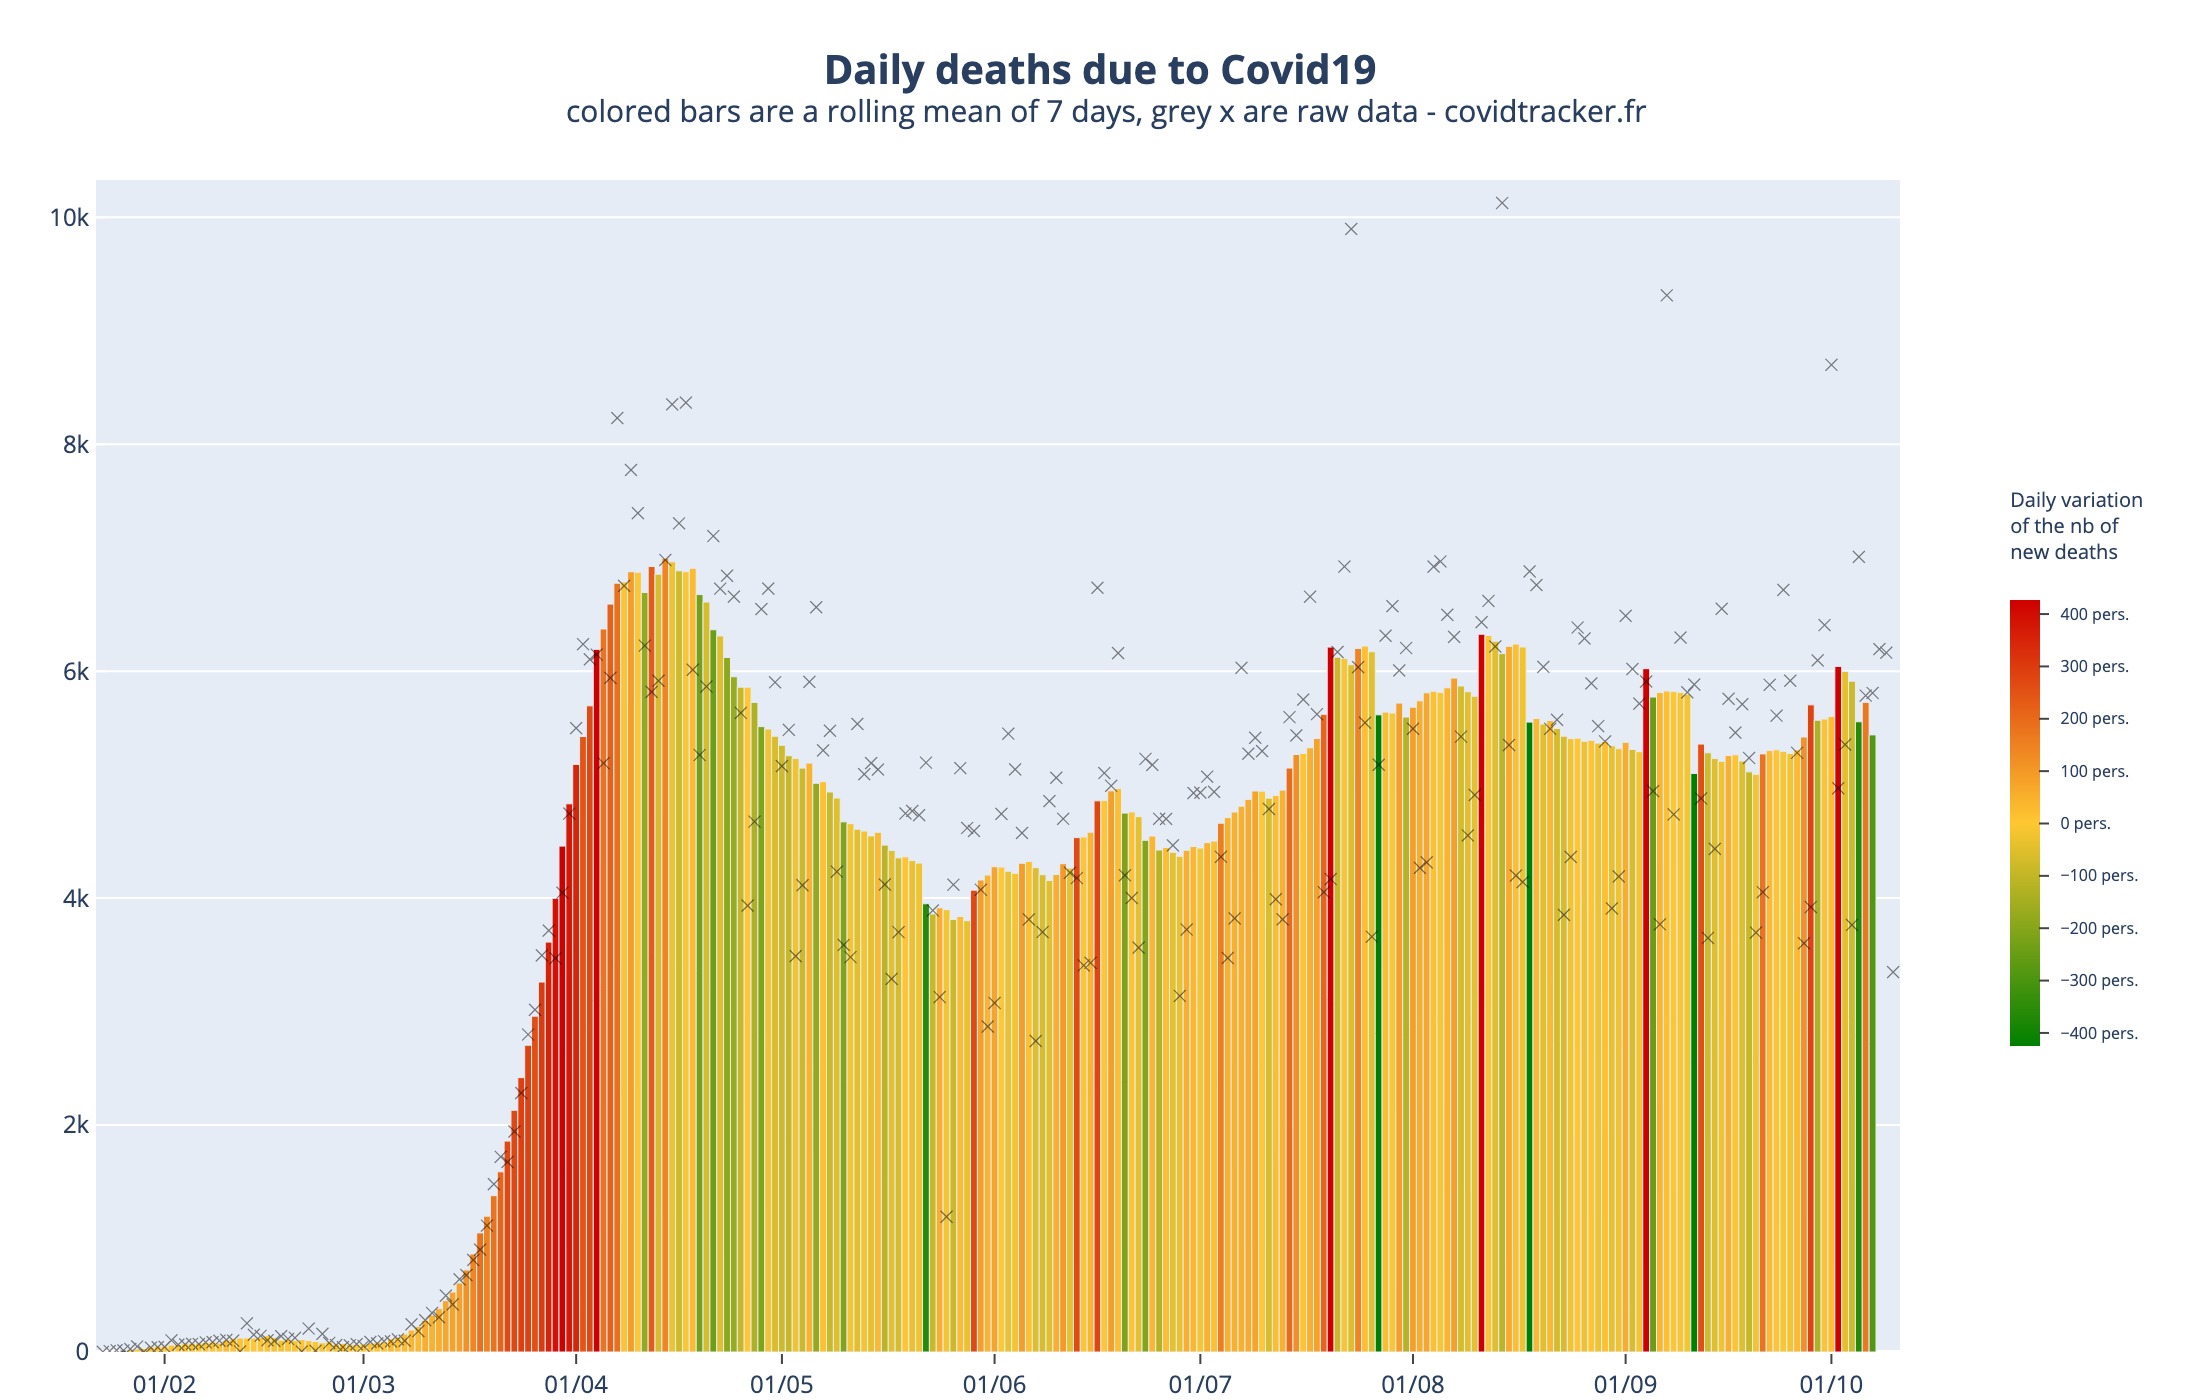 Daily deaths due to Covid19
colored bars are a rolling mean of 7 days, grey x are raw data - covidtracker.fr
10k
8k
6k
4k
2k
0
01/02
01/03
01/04
01/05
01/06
01/07
01/08
01/09
01/10
Daily variation
of the nb of
new deaths
400 pers.
300 pers.
200 pers.
100 pers.
0 pers.
−100 pers.
−200 pers.
−300 pers.
−400 pers.